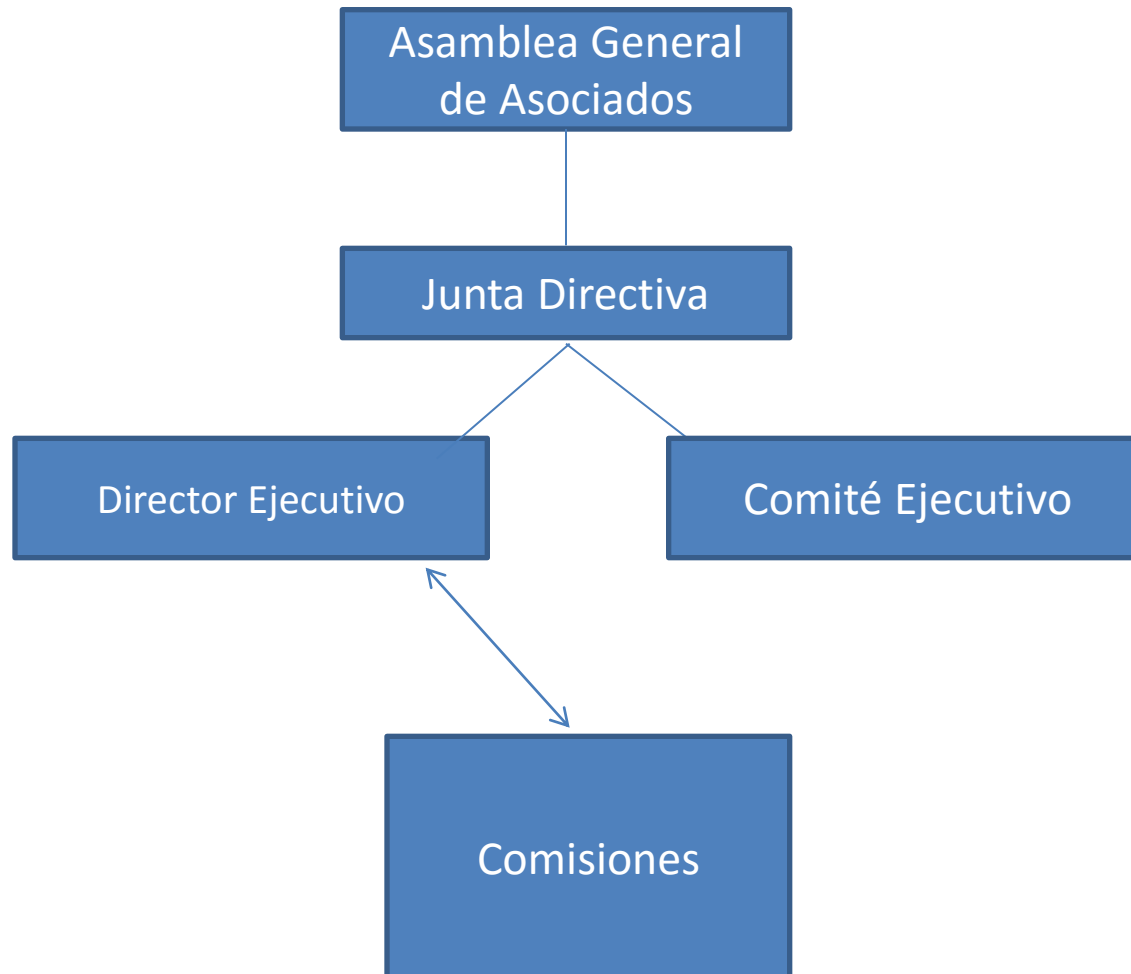 Asamblea General
de Asociados
Junta Directiva
Director Ejecutivo
Comité Ejecutivo
Comisiones